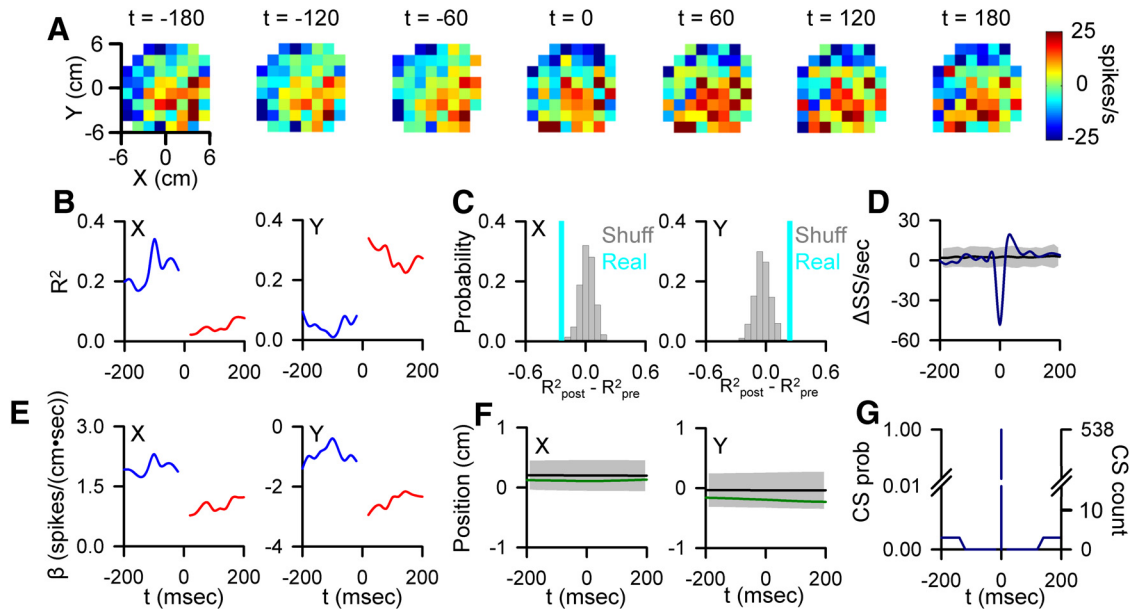 A
t = -180 t = -120 t = -60 t = 0 t = 60 t = 120 t = 180
Y (cm)
6
0
-6
-6 0 6
X (cm)
25
0
-25
spikes/s
B
R²
X
0.4
0.2
0.0
-200 0 200
Y
0.4
0.2
0.0
-200 0 200
C
Probability
X
Shuff
Real
0.4
0.2
0.0
-0.6 0 0.6
R²post - R²pre
Y
Shuff
Real
0.4
0.2
0.0
-0.6 0 0.6
R²post - R²pre
D
ΔSS/sec
30
0
-30
-60
-200 0 200
E
β (spikes/(cm•sec))
X
3.0
1.5
0.0
-200 0 200
t (msec)
Y
0
-2
-4
-200 0 200
t (msec)
F
Position (cm)
X
1
0
-1
-200 0 200
t (msec)
Y
1
0
-1
-200 0 200
t (msec)
G
CS prob
1.00
0.01
0.00
538
10
0
CS count
-200 0 200
t (msec)